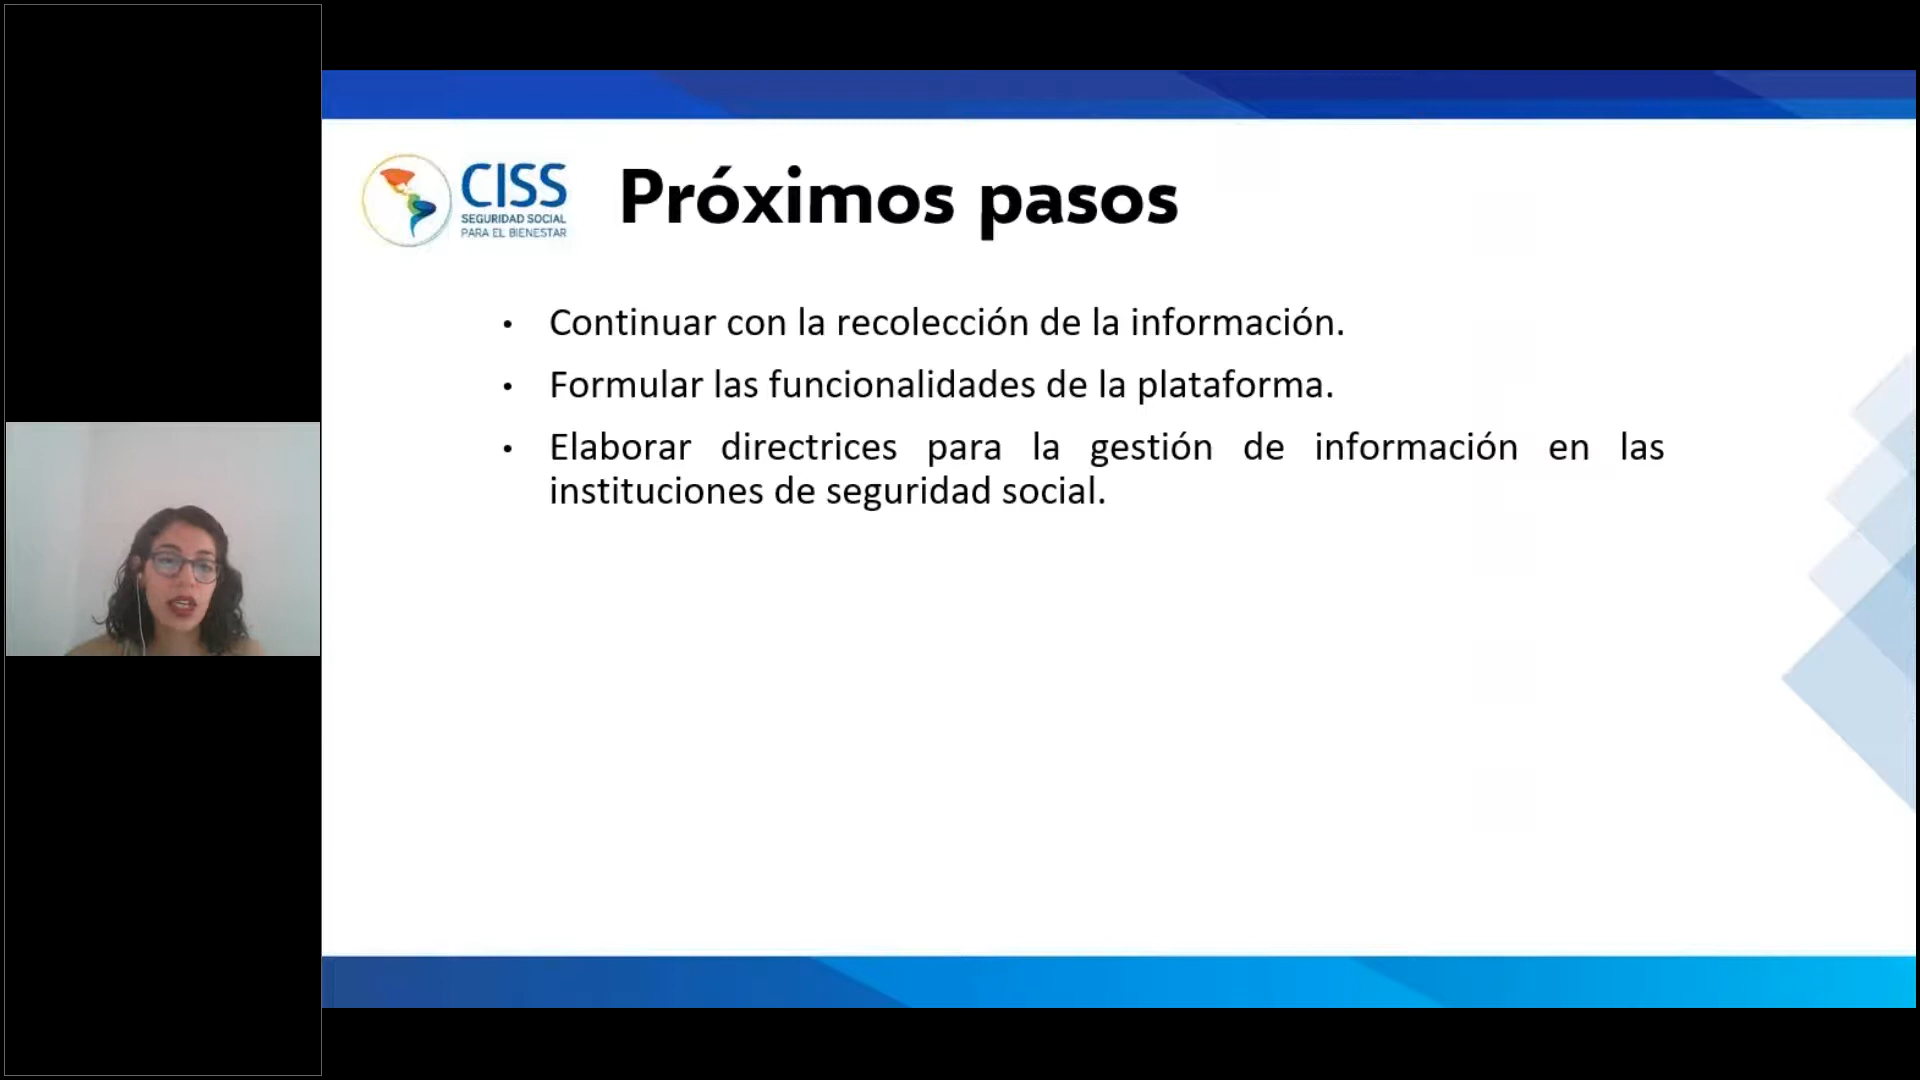 CISS
SEGURIDAD SOCIAL
PARA EL BIENESTAR
Próximos pasos
• Continuar con la recolección de la información.
• Formular las funcionalidades de la plataforma.
• Elaborar directrices para la gestión de información en las
instituciones de seguridad social.